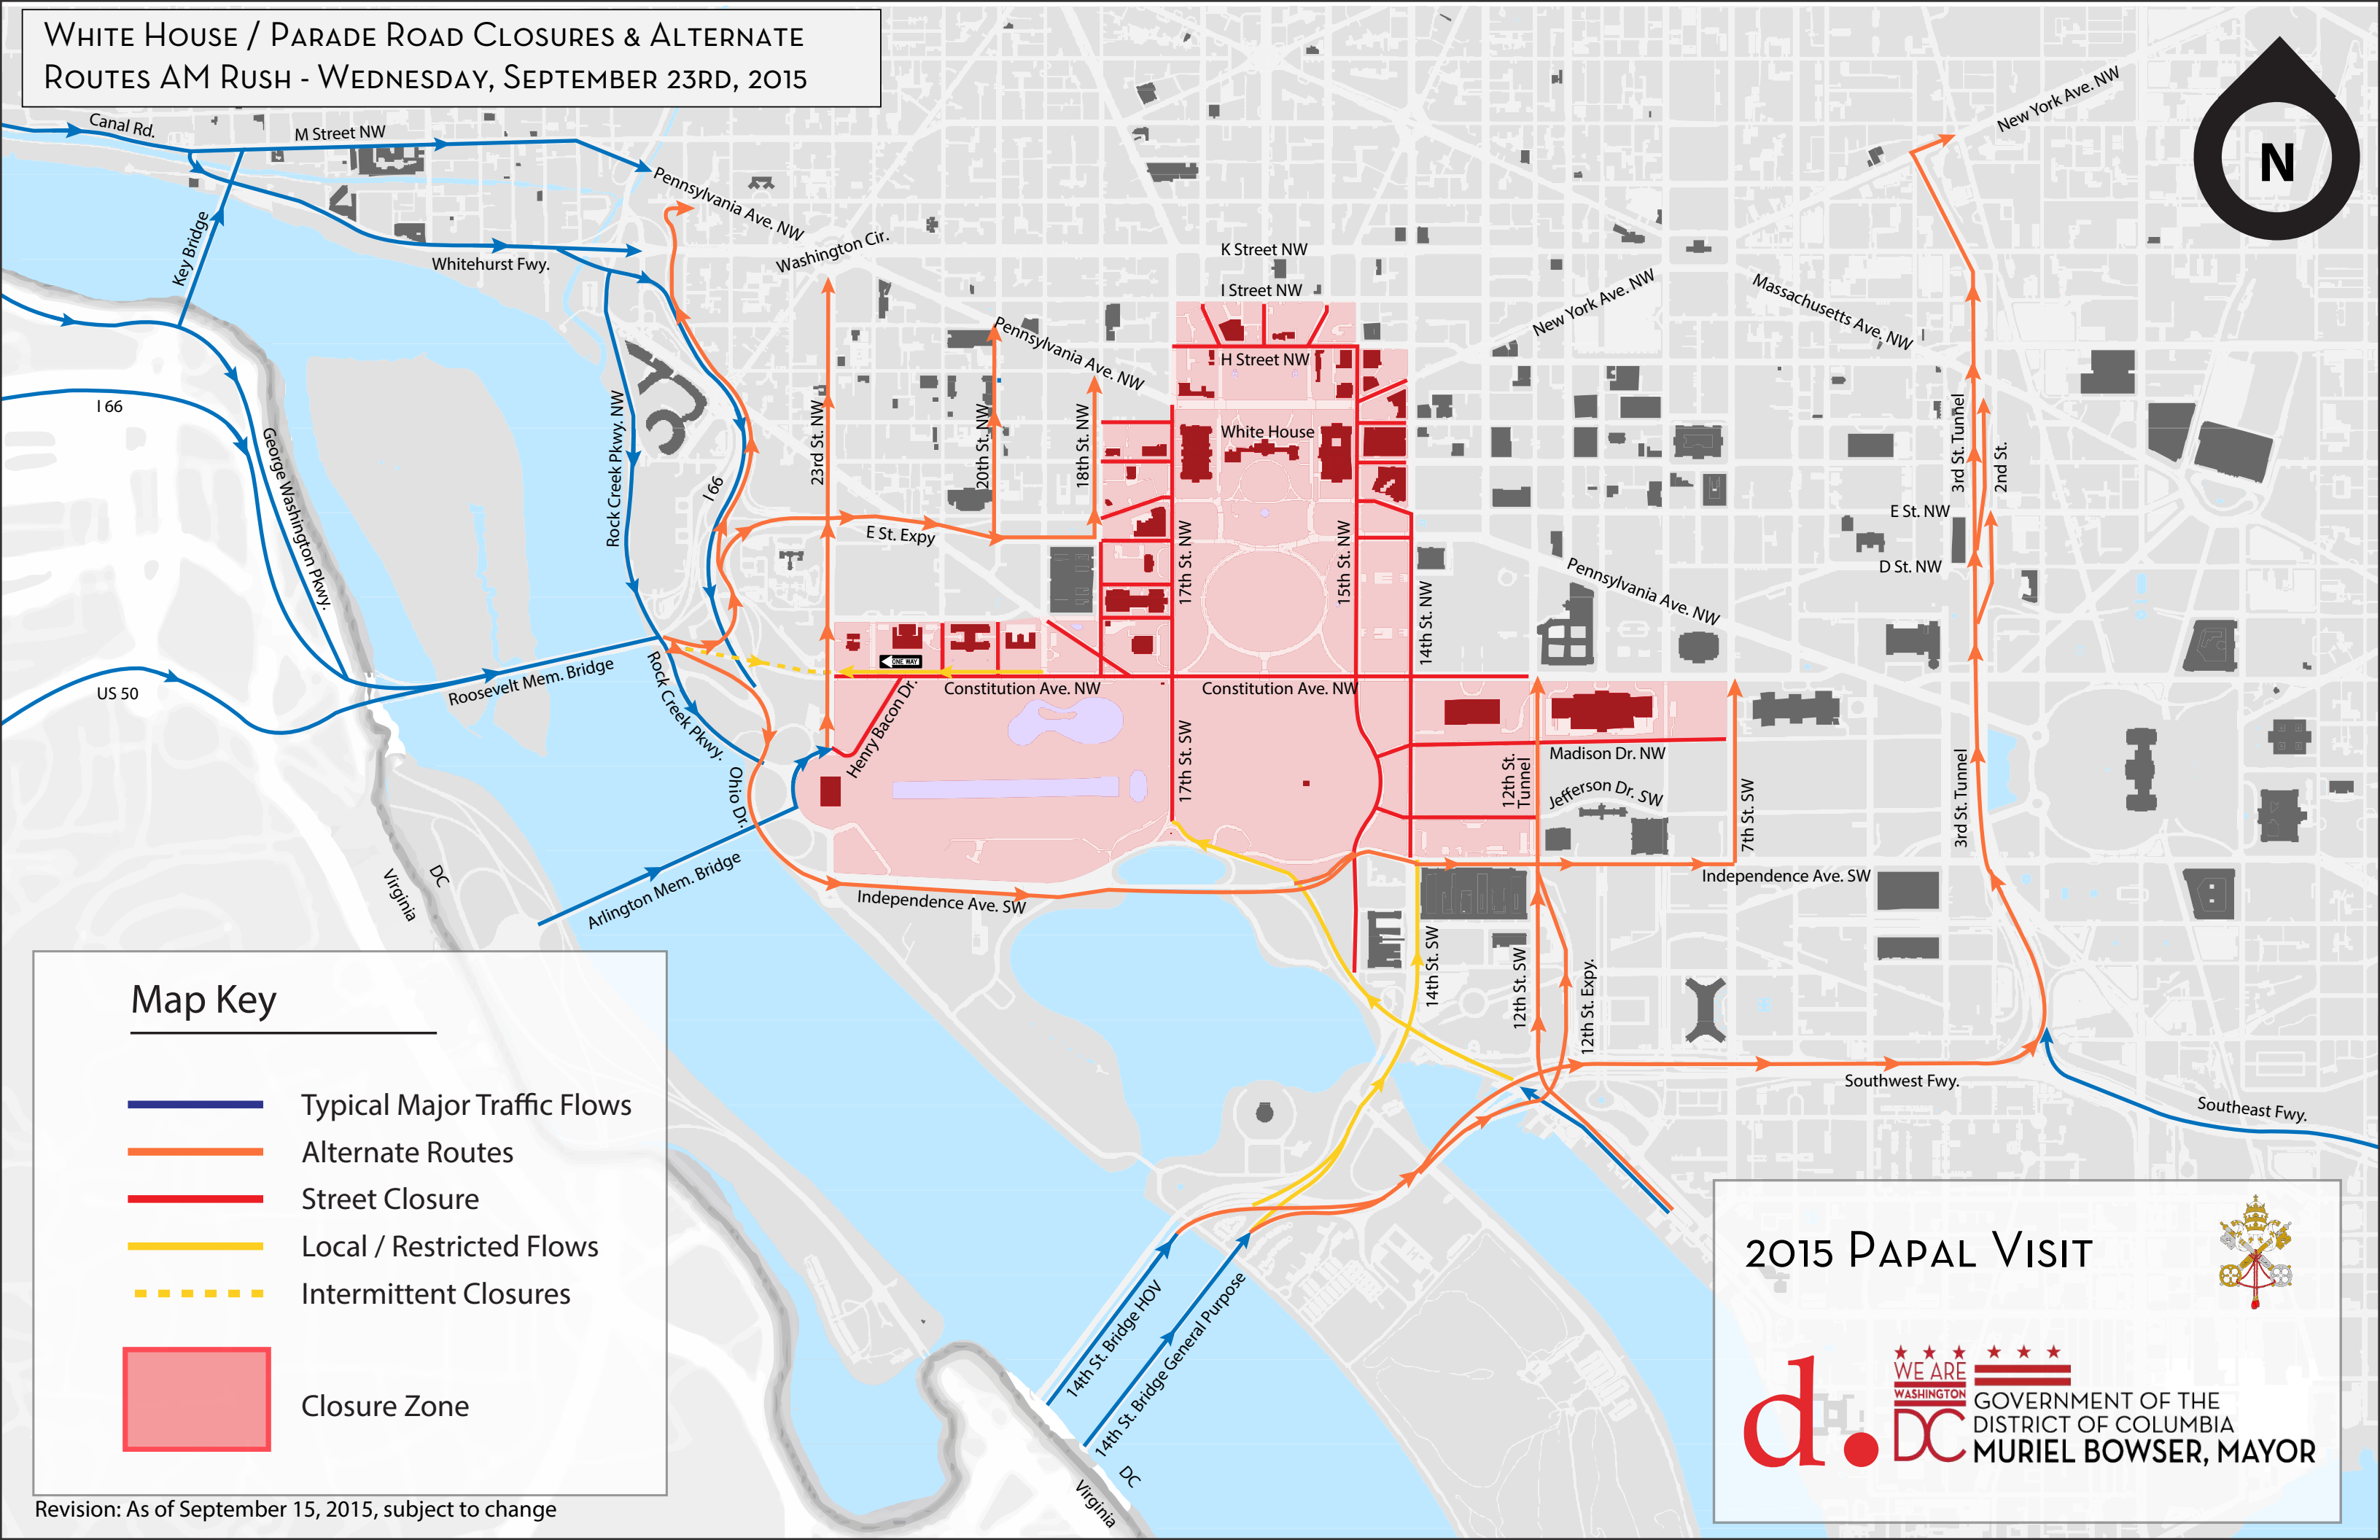 White House / Parade Road Closures & Alternate
Routes AM Rush - Wednesday, September 23rd, 2015
Canal Rd.
M Street NW
Pennsylvania Ave. NW
Washington Cir.
Key Bridge
Whitehurst Fwy.
K Street NW
I Street NW
New York Ave. NW
N
New York Ave. NW
Massachusetts Ave. NW
Pennsylvania Ave. NW
H Street NW
White House
I 66
George Washington Pkwy.
Rock Creek Pkwy. NW
I 66
23rd St. NW
20th St. NW
18th St. NW
3rd St. Tunnel
2nd St.
E St. NW
D St. NW
E St. Expy
17th St. NW
15th St. NW
14th St. NW
Pennsylvania Ave. NW
US 50
Roosevelt Mem. Bridge
Rock Creek Pkwy.
ONE WAY
Constitution Ave. NW
Constitution Ave. NW
Henry Bacon Dr.
17th St. SW
Madison Dr. NW
12th St.
Tunnel
Jefferson Dr. SW
7th St. SW
3rd St. Tunnel
Ohio Dr.
Arlington Mem. Bridge
Virginia
DC
Independence Ave. SW
Independence Ave. SW
14th St. SW
12th St. SW
12th St. Expy.
Southwest Fwy.
Southeast Fwy.
14th St. Bridge HOV
14th St. Bridge General Purpose
DC
Virginia
Map Key
Typical Major Traffic Flows
Alternate Routes
Street Closure
Local / Restricted Flows
Intermittent Closures
Closure Zone
Revision: As of September 15, 2015, subject to change
2015 Papal Visit
d.
WE ARE
WASHINGTON
DC
GOVERNMENT OF THE
DISTRICT OF COLUMBIA
MURIEL BOWSER, MAYOR